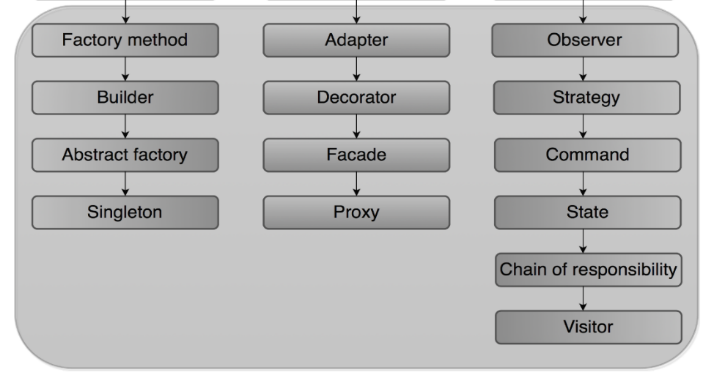 Factory method
Builder
Abstract factory
Singleton
Adapter
Decorator
Facade
Proxy
Observer
Strategy
Command
State
Chain of responsibility
Visitor